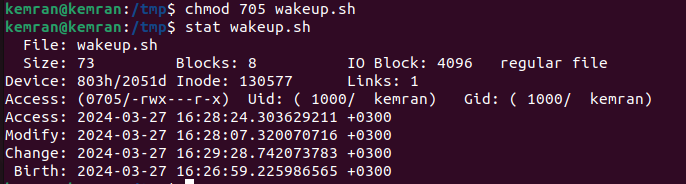 kemran@kemran:/tmp$ chmod 705 wakeup.sh
kemran@kemran:/tmp$ stat wakeup.sh
  File: wakeup.sh
  Size: 73        	Blocks: 8          IO Block: 4096   regular file
Device: 803h/2051d	Inode: 130577      Links: 1
Access: (0705/-rwx---r-x)  Uid: ( 1000/  kemran)   Gid: ( 1000/  kemran)
Access: 2024-03-27 16:28:24.303629211 +0300
Modify: 2024-03-27 16:28:07.320070716 +0300
Change: 2024-03-27 16:29:28.742073783 +0300
 Birth: 2024-03-27 16:26:59.225986565 +0300